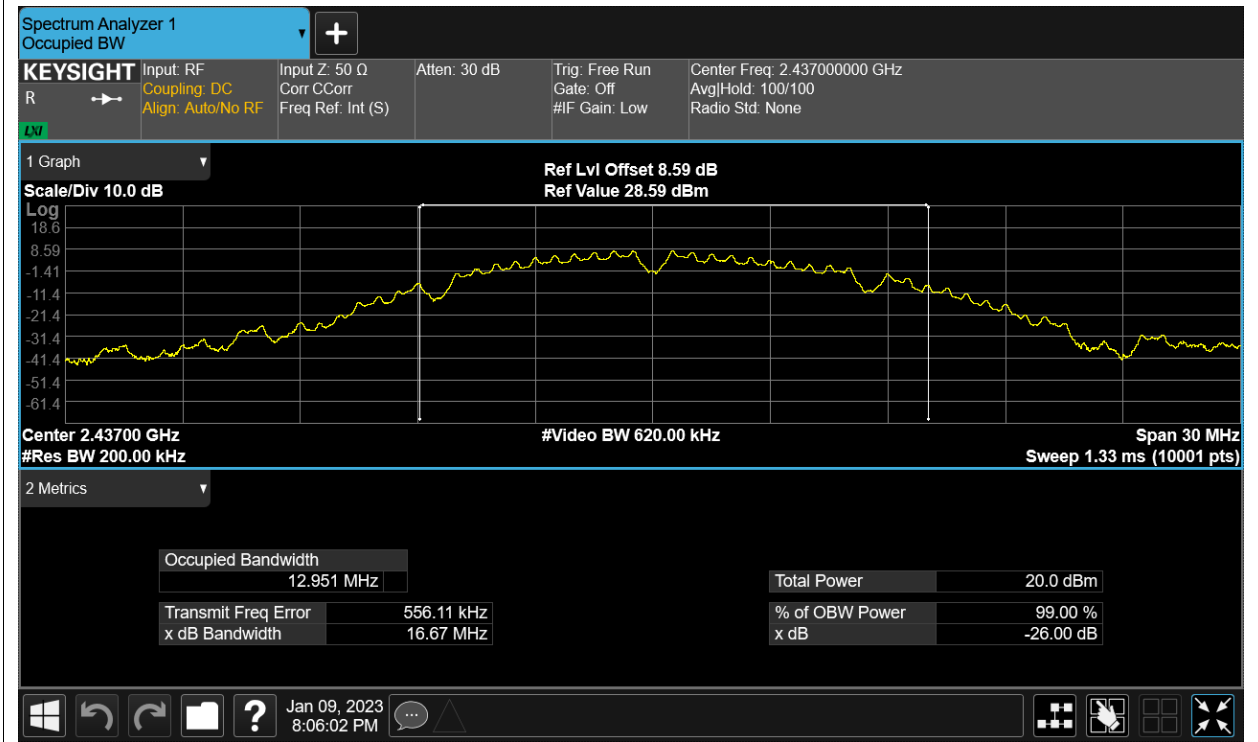 Spectrum Analyzer 1
Occupied BW
KEYSIGHT
R
LXI
Input: RF
Coupling: DC
Align: Auto/No RF
Input Z: 50 Ω
Corr CCorr
Freq Ref: Int (S)
Atten: 30 dB
Trig: Free Run
Gate: Off
#IF Gain: Low
Center Freq: 2.437000000 GHz
Avg|Hold: 100/100
Radio Std: None
1 Graph
Scale/Div 10.0 dB
Ref Lvl Offset 8.59 dB
Ref Value 28.59 dBm
Log
18.6
8.59
-1.41
-11.4
-21.4
-31.4
-41.4
-51.4
-61.4
Center 2.43700 GHz
#Video BW 620.00 kHz
Span 30 MHz
#Res BW 200.00 kHz
Sweep 1.33 ms (10001 pts)
2 Metrics
Occupied Bandwidth
12.951 MHz
Total Power 20.0 dBm
Transmit Freq Error 556.11 kHz
% of OBW Power 99.00 %
x dB Bandwidth 16.67 MHz
x dB -26.00 dB
?
Jan 09, 2023
8:06:02 PM